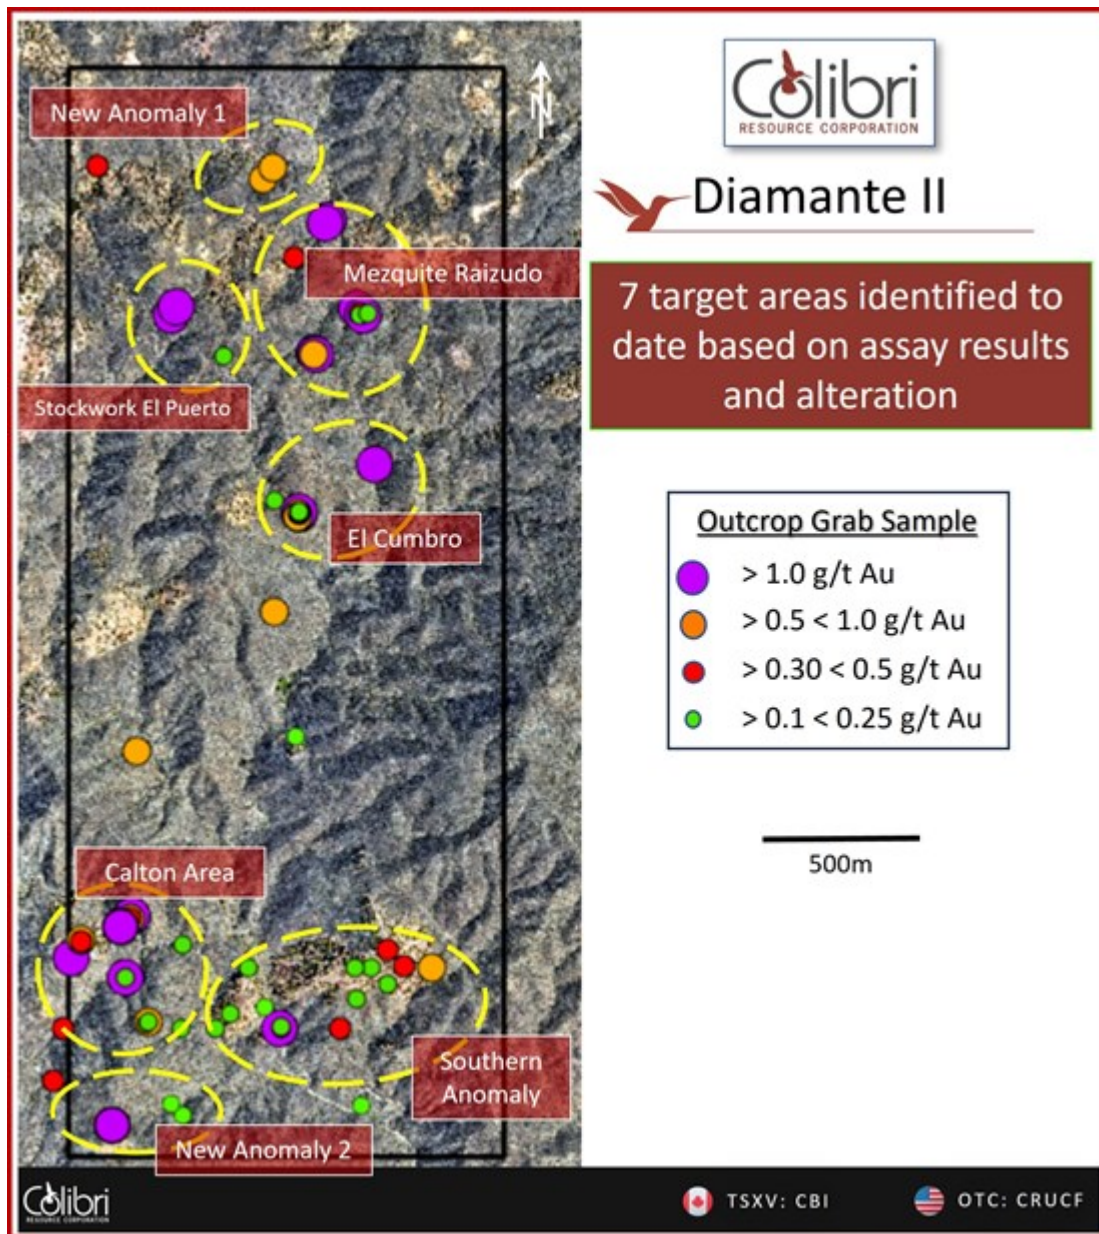 New Anomaly 1
N
Mezquite Raizudo
Stockwork El Puerto
El Cumbro
Calton Area
Southern
Anomaly
New Anomaly 2
Colibri
RESOURCE CORPORATION
Diamante II
7 target areas identified to
date based on assay results
and alteration
Outcrop Grab Sample
> 1.0 g/t Au
> 0.5 < 1.0 g/t Au
> 0.30 < 0.5 g/t Au
> 0.1 < 0.25 g/t Au
500m
Colibri
RESOURCE CORPORATION
TSXV: CBI
OTC: CRUCF